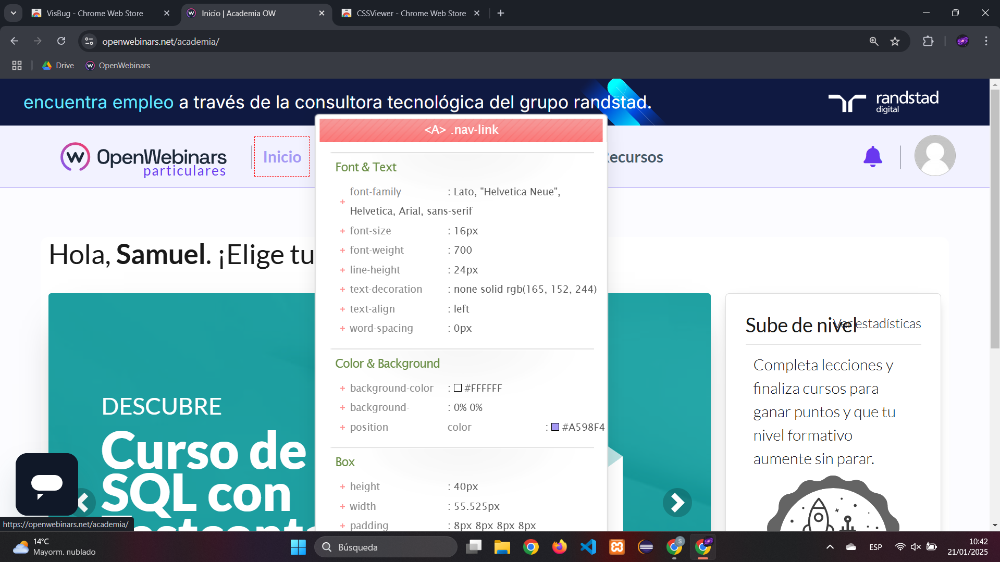 VisBug - Chrome Web Store
Inicio | Academia OW
CSSViewer - Chrome Web Store
openwebinars.net/academia/
Drive
OpenWebinars
encuentra empleo a través de la consultora tecnológica del grupo randstad.
randstad
digital
<A> .nav-link
OpenWebinars
particulares
Inicio
ecursos
Font & Text
font-family : Lato, "Helvetica Neue",
Helvetica, Arial, sans-serif
+ font-size : 16px
+ font-weight : 700
+ line-height : 24px
+ text-decoration : none solid rgb(165, 152, 244)
+ text-align : left
+ word-spacing : 0px
Color & Background
+ background-color : #FFFFFF
+ background- : 0% 0%
+ position color : #A598F4
Box
+ height : 40px
+ width : 55.525px
+ padding : 8px 8px 8px 8px
Hola, Samuel. ¡Elige tu
DESCUBRE
Curso de
SQL con
Sube de nivel
Ver estadísticas
Completa lecciones y
finaliza cursos para
ganar puntos y que tu
nivel formativo
aumente sin parar.
https://openwebinars.net/academia/
14°C
Mayorm. nublado
Búsqueda
S
ESP
10:42
21/01/2025